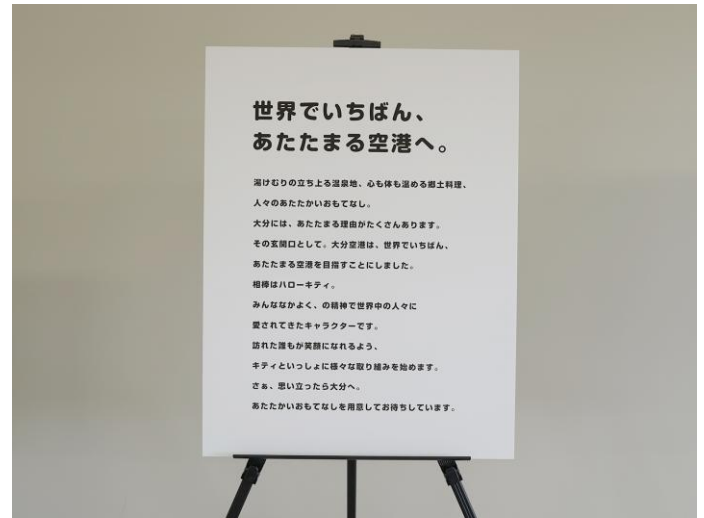 世界でいちばん、
あたたまる空港へ。
湯けむりの立ち上る温泉地、心も体も温める郷土料理、
人々のあたたかいおもてなし。
大分には、あたたまる理由がたくさんあります。
その玄関口として。大分空港は、世界でいちばん、
あたたまる空港を目指すことにしました。
相棒はハローキティ。
みんななかよく、の精神で世界中の人々に
愛されてきたキャラクターです。
訪れた誰もが笑顔になれるよう、
キティといっしょに様々な取り組みを始めます。
さぁ、思い立ったら大分へ。
あたたかいおもてなしを用意してお待ちしています。